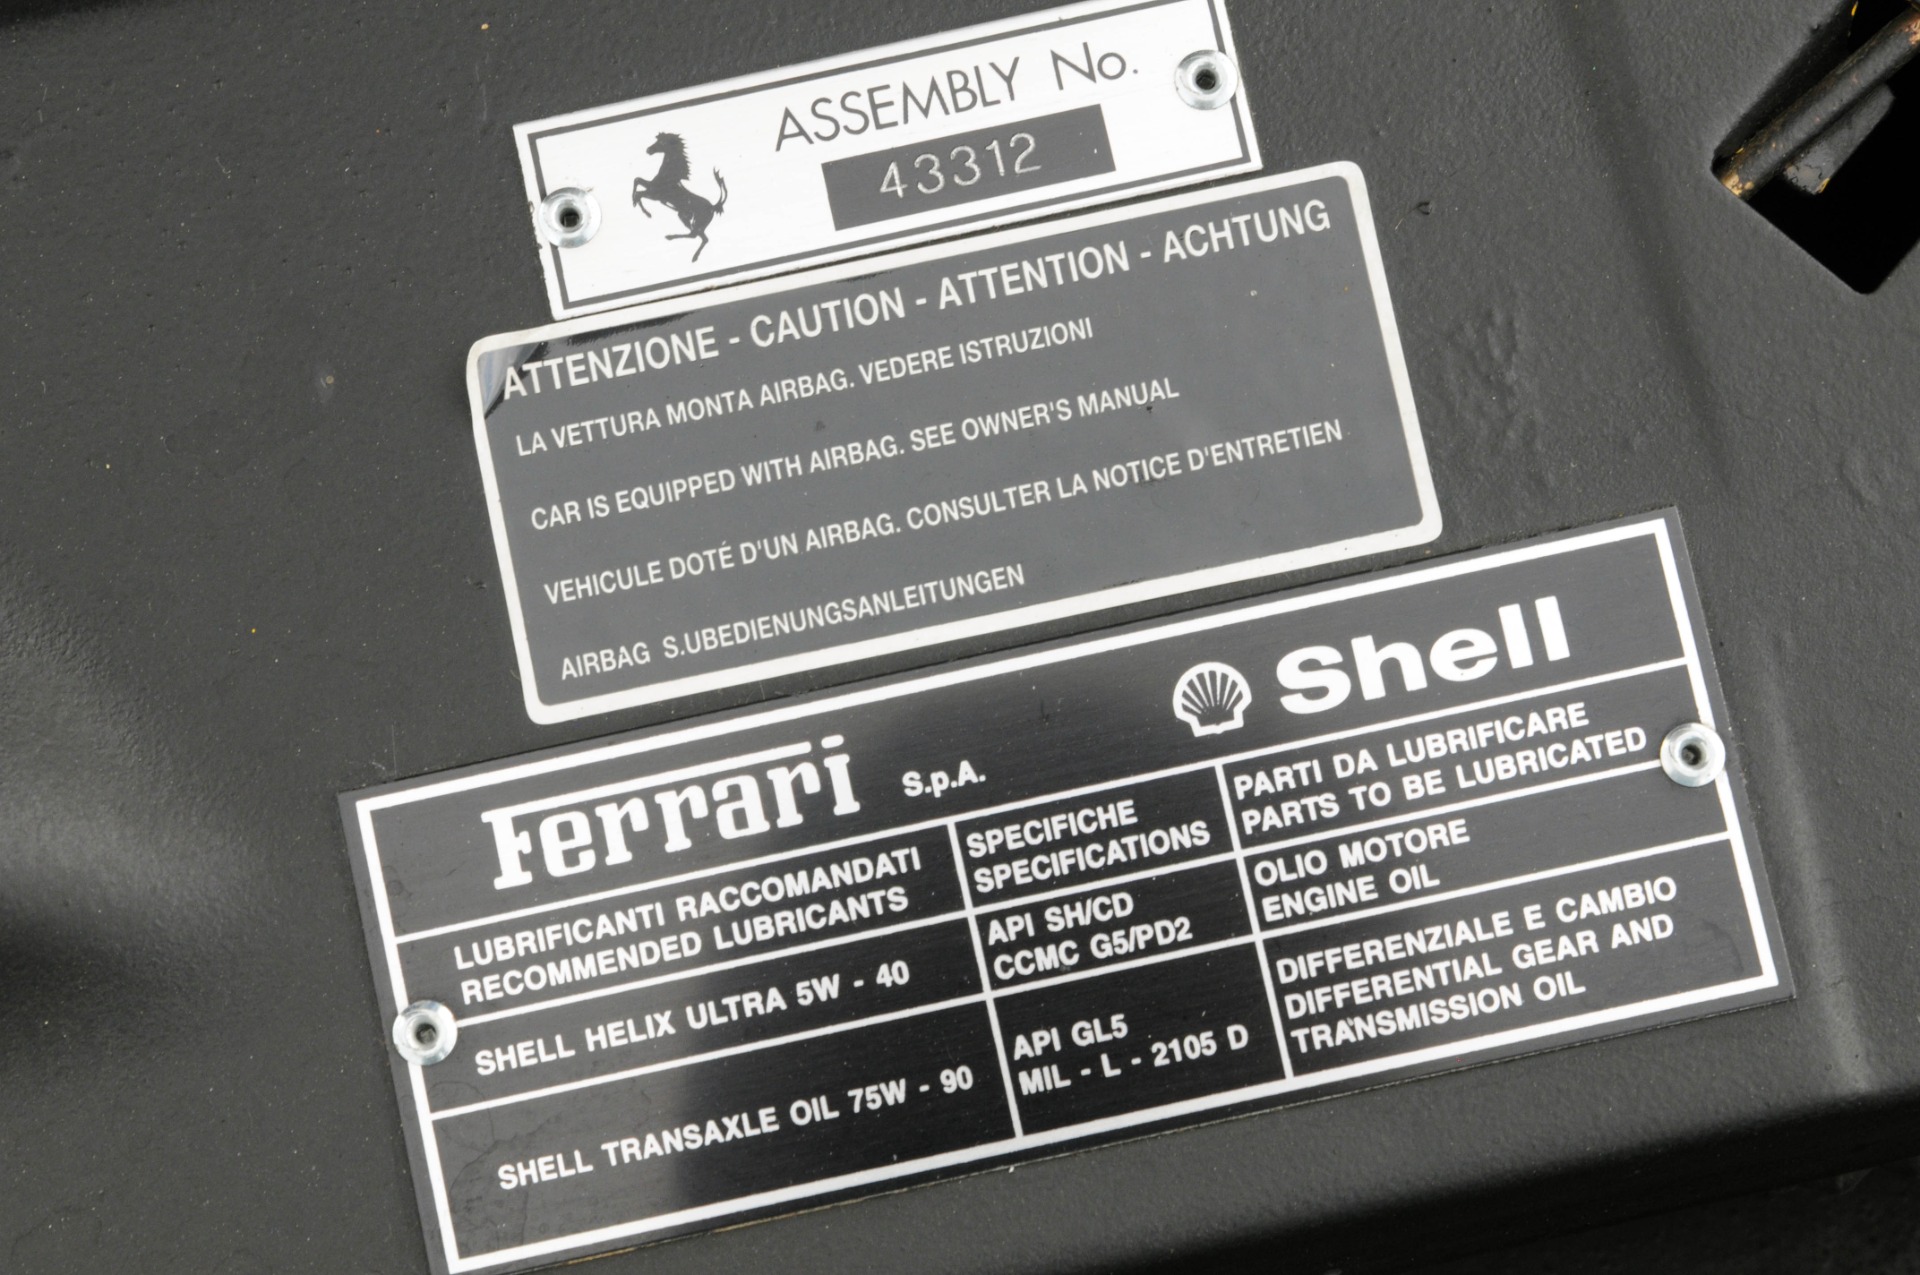 ASSEMBLY No.
43312
ATTENZIONE - CAUTION - ATTENTION - ACHTUNG
LA VETTURA MONTA AIRBAG. VEDERE ISTRUZIONI
CAR IS EQUIPPED WITH AIRBAG. SEE OWNER'S MANUAL
VEHICULE DOTÉ D'UN AIRBAG. CONSULTER LA NOTICE D'ENTRETIEN
AIRBAG S.UBEDIENUNGSANLEITUNGEN
Ferrari S.p.A.
Shell
LUBRIFICANTI RACCOMANDATI
RECOMMENDED LUBRICANTS
SPECIFICHE
SPECIFICATIONS
PARTI DA LUBRIFICARE
PARTS TO BE LUBRICATED
SHELL HELIX ULTRA 5W - 40
API SH/CD
CCMC G5/PD2
OLIO MOTORE
ENGINE OIL
SHELL TRANSAXLE OIL 75W - 90
API GL5
MIL - L - 2105 D
DIFFERENZIALE E CAMBIO
DIFFERENTIAL GEAR AND
TRANSMISSION OIL